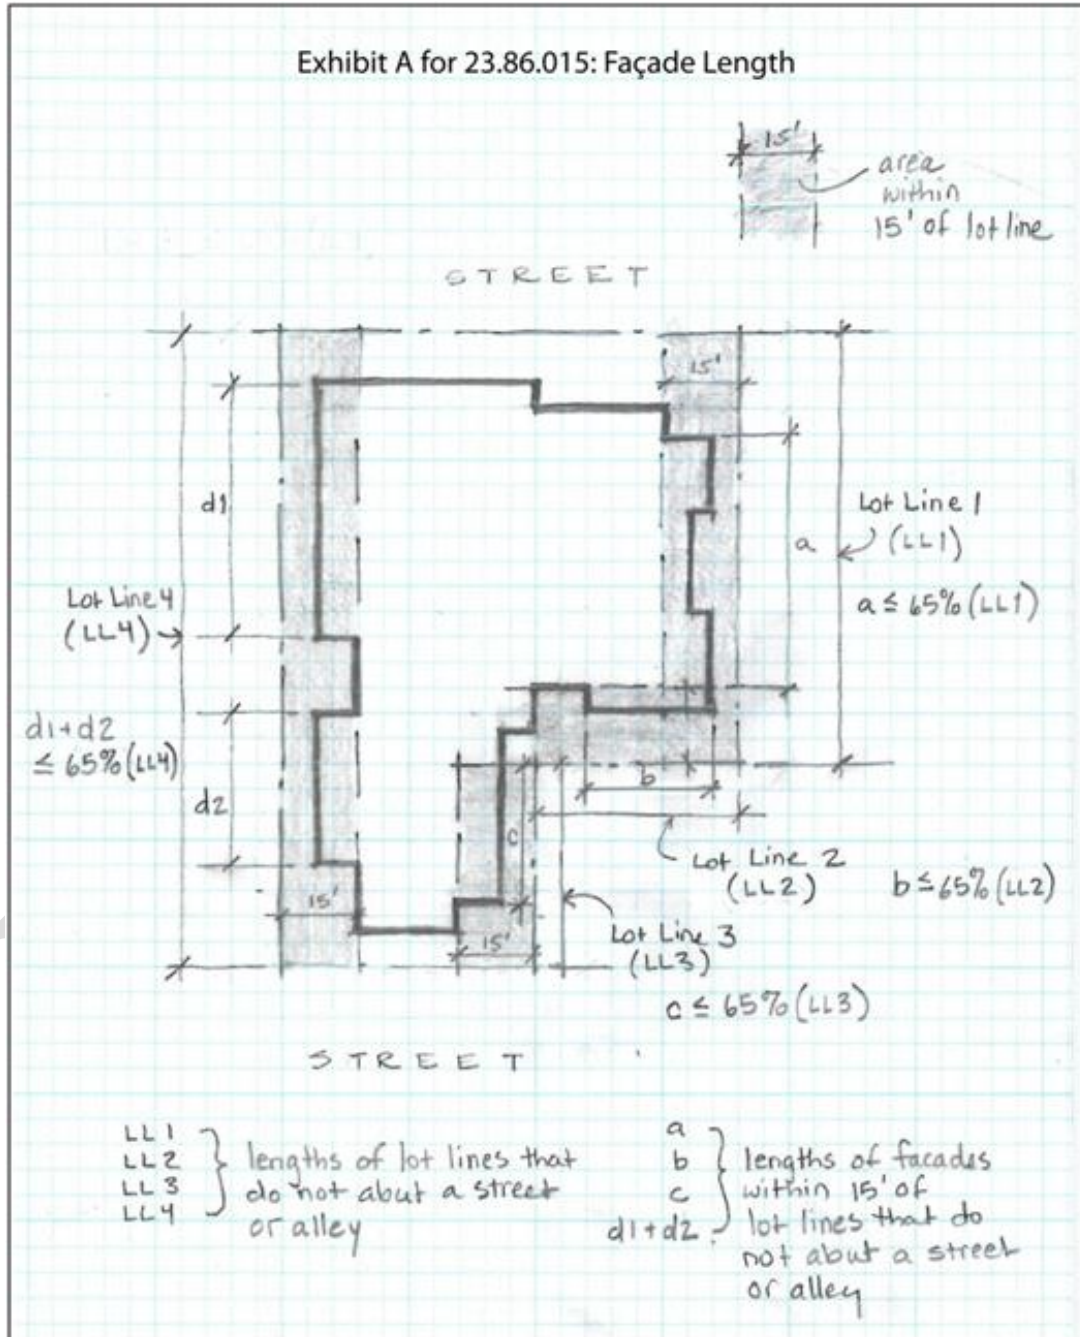 Exhibit A for 23.86.015: Façade Length
15'
area
within
15' of lot line
STREET
15'
d1
a
Lot Line 1
(LL1)
a ≤ 65% (LL1)
Lot Line 4
(LL4)
d1+d2
≤ 65% (LL4)
d2
b
c
Lot Line 2
(LL2)
b ≤ 65% (LL2)
15'
15'
Lot Line 3
(LL3)
c ≤ 65% (LL3)
STREET
LL1
LL2
LL3
LL4
lengths of lot lines that
do not abut a street
or alley
a
b
c
d1+d2
lengths of facades
within 15' of
lot lines that do
not abut a street
or alley